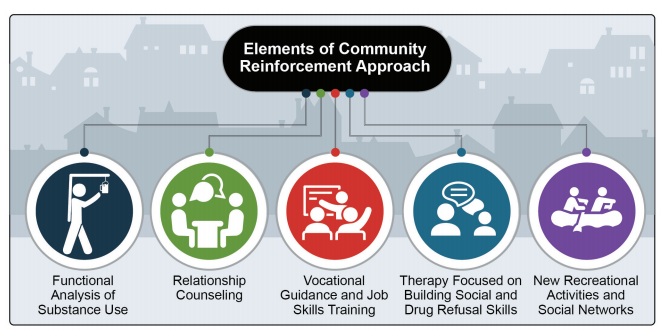 Elements of Community
Reinforcement Approach
Functional
Analysis of
Substance Use
Relationship
Counseling
Vocational
Guidance and Job
Skills Training
Therapy Focused on
Building Social and
Drug Refusal Skills
New Recreational
Activities and
Social Networks